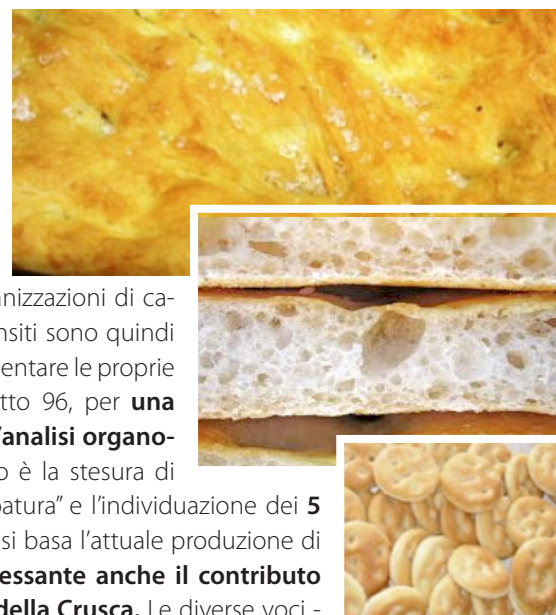 anizzazioni di ca-
nsiti sono quindi
entare le proprie
tto 96, per una
'analisi organo-
o è la stesura di
patura" e l'individuazione dei 5
si basa l'attuale produzione di
essante anche il contributo
della Crusca. Le diverse voci -